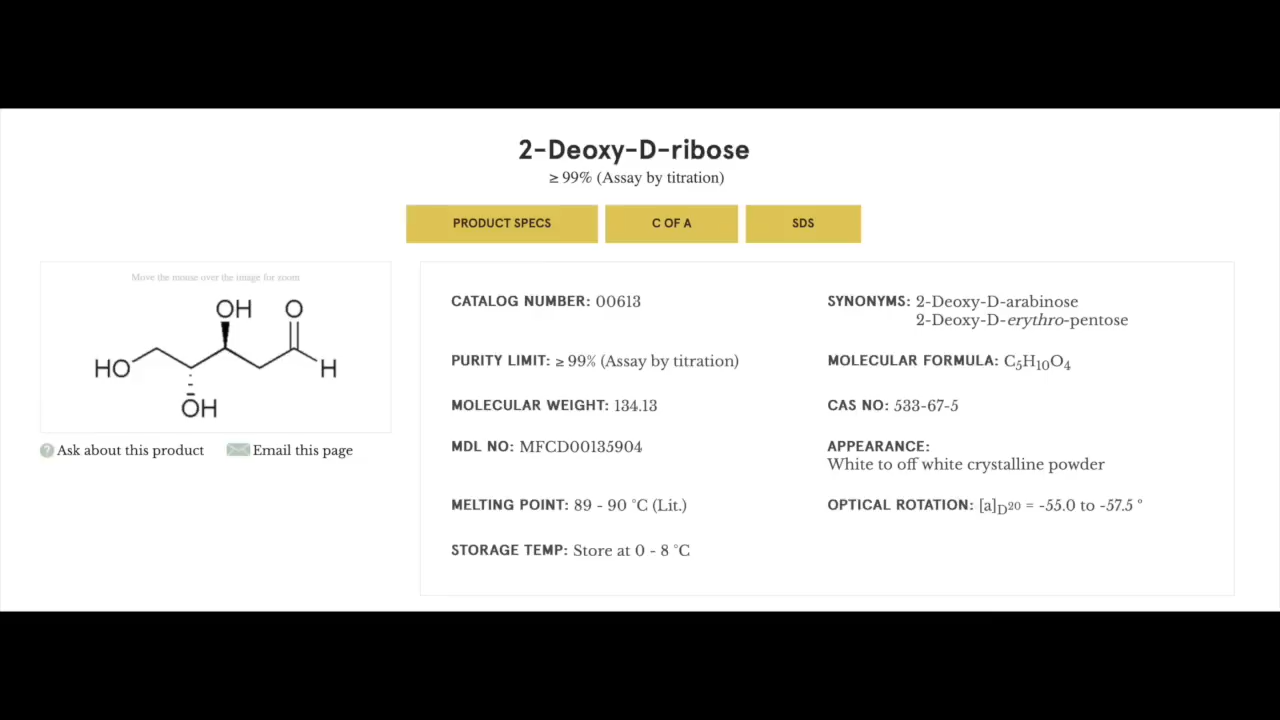 2-Deoxy-D-ribose
≥ 99% (Assay by titration)
PRODUCT SPECS
C OF A
SDS
Move the mouse over the image for zoom
OH
O
HO
H
OH
Ask about this product
Email this page
CATALOG NUMBER: 00613
PURITY LIMIT: ≥ 99% (Assay by titration)
MOLECULAR WEIGHT: 134.13
MDL NO: MFCD00135904
MELTING POINT: 89 - 90 °C (Lit.)
STORAGE TEMP: Store at 0 - 8 °C
SYNONYMS: 2-Deoxy-D-arabinose
2-Deoxy-D-erythro-pentose
MOLECULAR FORMULA: C₅H₁₀O₄
CAS NO: 533-67-5
APPEARANCE:
White to off white crystalline powder
OPTICAL ROTATION: [a]D²⁰ = -55.0 to -57.5 °